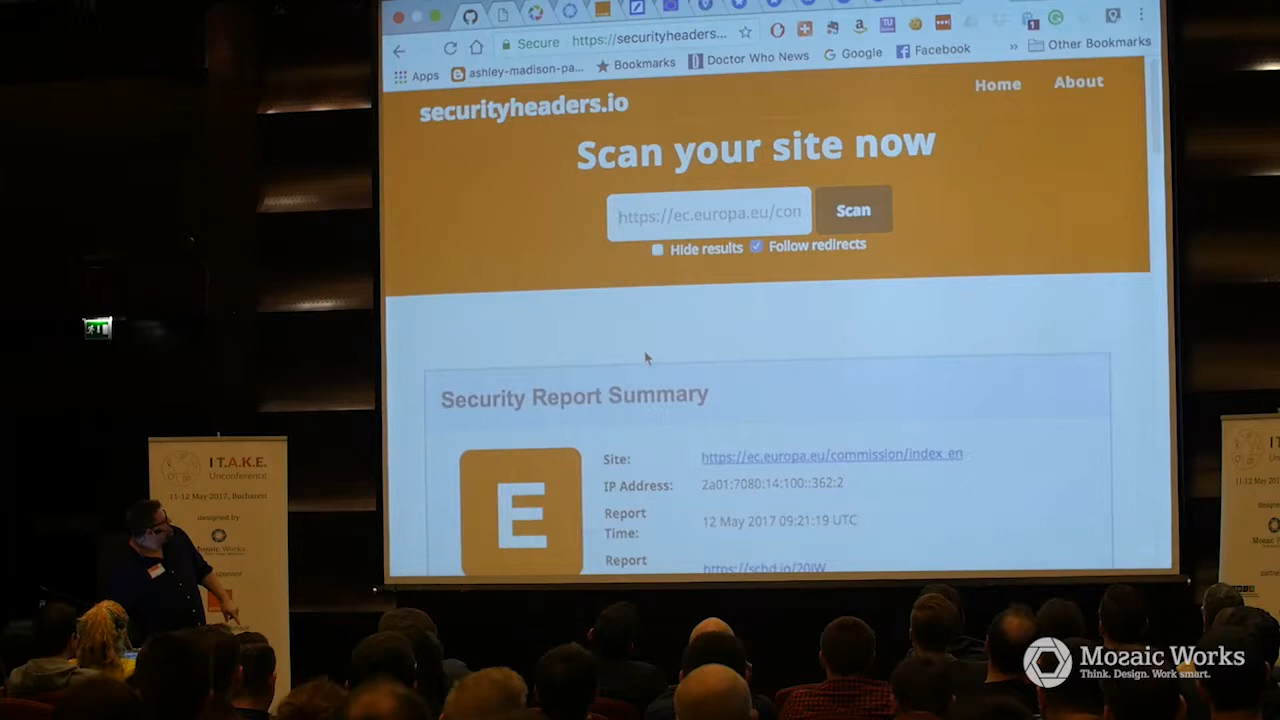 Secure https://securityheaders...
Apps ashley-madison-pa... Bookmarks Doctor Who News Google Facebook » Other Bookmarks
securityheaders.io
Home About
Scan your site now
https://ec.europa.eu/con Scan
Hide results Follow redirects
Security Report Summary
E
Site: https://ec.europa.eu/commission/index_en
IP Address: 2a01:7080:14:100::362:2
Report Time: 12 May 2017 09:21:19 UTC
Report
I T.A.K.E.
Unconference
11-12 May 2017, Bucharest
designed by
Mosaic Works
Mozaic Works
Think. Design. Work smart.